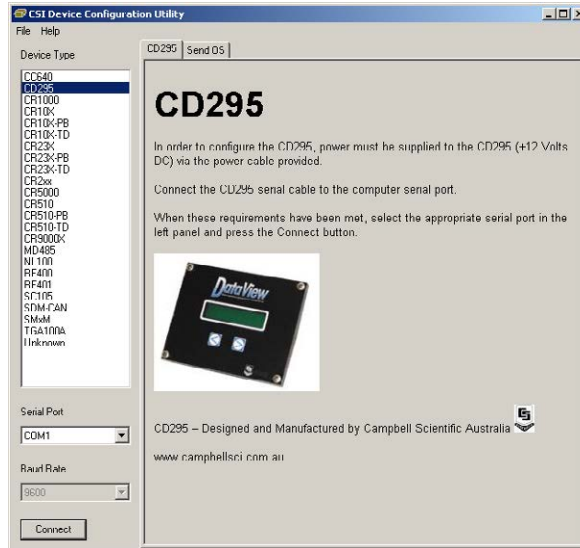 CSI Device Configuration Utility
File Help
Device Type
CC640
CD295
CR1000
CR10X
CR10X-PB
CR10X-TD
CR23X
CR23X-PB
CR23X-TD
CR2xx
CR5000
CR510
CR510-PB
CR510-TD
CR9000X
MD485
NL100
RF400
RF401
SC105
SDM-CAN
SMxM
TGA100A
Unknown
Serial Port
COM1
Baud Rate
9600
Connect
CD295 Send OS
CD295
In order to configure the CD295, power must be supplied to the CD295 (+12 Volts
DC) via the power cable provided.
Connect the CD295 serial cable to the computer serial port.
When these requirements have been met, select the appropriate serial port in the
left panel and press the Connect button.
DataView
CD295 – Designed and Manufactured by Campbell Scientific Australia
www.campbellsci.com.au